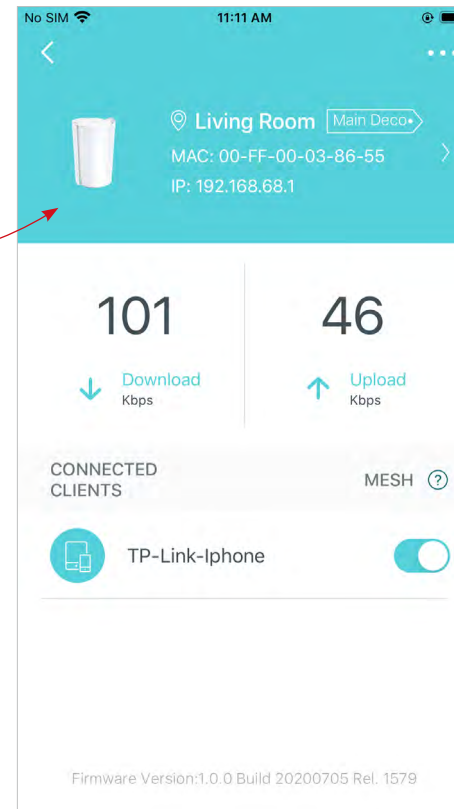 No SIM 11:11 AM
Living Room Main Deco
MAC: 00-FF-00-03-86-55
IP: 192.168.68.1
101 46
Download Upload
Kbps Kbps
CONNECTED
CLIENTS
MESH ?
TP-Link-Iphone
Firmware Version:1.0.0 Build 20200705 Rel. 1579